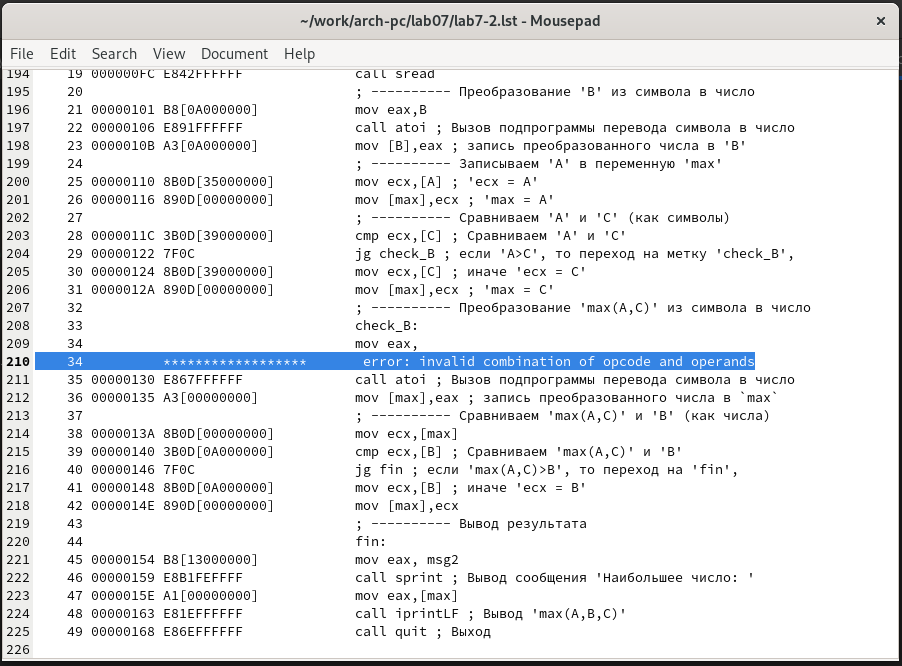 ~/work/arch-pc/lab07/lab7-2.lst - Mousepad ×
File Edit Search View Document Help
194 19 000000FC E842FFFFFF call sread
195 20 ; ---------- Преобразование 'B' из символа в число
196 21 00000101 B8[0A000000] mov eax,B
197 22 00000106 E891FFFFFF call atoi ; Вызов подпрограммы перевода символа в число
198 23 0000010B A3[0A000000] mov [B],eax ; запись преобразованного числа в 'B'
199 24 ; ---------- Записываем 'A' в переменную 'max'
200 25 00000110 8B0D[35000000] mov ecx,[A] ; 'ecx = A'
201 26 00000116 890D[00000000] mov [max],ecx ; 'max = A'
202 27 ; ---------- Сравниваем 'A' и 'С' (как символы)
203 28 0000011C 3B0D[39000000] cmp ecx,[C] ; Сравниваем 'A' и 'С'
204 29 00000122 7F0C jg check_B ; если 'A>C', то переход на метку 'check_B',
205 30 00000124 8B0D[39000000] mov ecx,[C] ; иначе 'ecx = C'
206 31 0000012A 890D[00000000] mov [max],ecx ; 'max = C'
207 32 ; ---------- Преобразование 'max(A,C)' из символа в число
208 33 check_B:
209 34 mov eax,
210 34 ****************** error: invalid combination of opcode and operands
211 35 00000130 E867FFFFFF call atoi ; Вызов подпрограммы перевода символа в число
212 36 00000135 A3[00000000] mov [max],eax ; запись преобразованного числа в `max`
213 37 ; ---------- Сравниваем 'max(A,C)' и 'B' (как числа)
214 38 0000013A 8B0D[00000000] mov ecx,[max]
215 39 00000140 3B0D[0A000000] cmp ecx,[B] ; Сравниваем 'max(A,C)' и 'B'
216 40 00000146 7F0C jg fin ; если 'max(A,C)>B', то переход на 'fin',
217 41 00000148 8B0D[0A000000] mov ecx,[B] ; иначе 'ecx = B'
218 42 0000014E 890D[00000000] mov [max],ecx
219 43 ; ---------- Вывод результата
220 44 fin:
221 45 00000154 B8[13000000] mov eax, msg2
222 46 00000159 E8B1FEFFFF call sprint ; Вывод сообщения 'Наибольшее число: '
223 47 0000015E A1[00000000] mov eax,[max]
224 48 00000163 E81EFFFFFF call iprintLF ; Вывод 'max(A,B,C)'
225 49 00000168 E86EFFFFFF call quit ; Выход
226